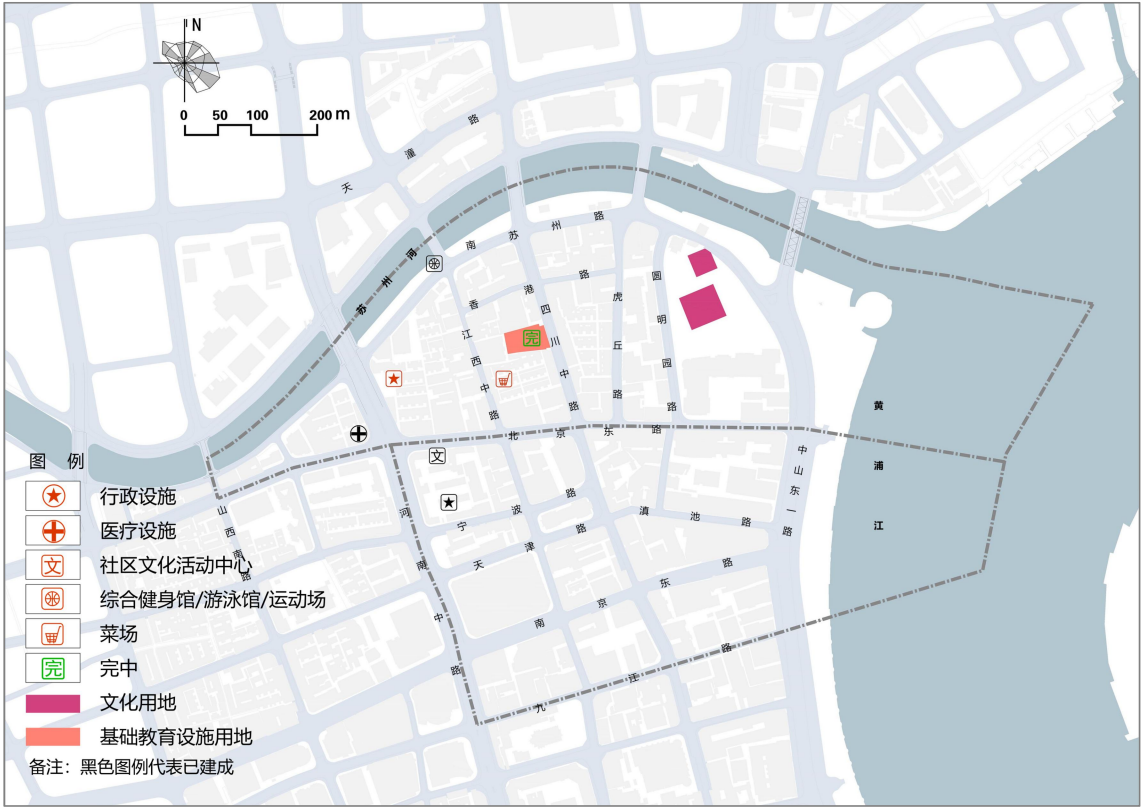 N
0 50 100 200 m
天潼路
苏州河
南苏州路
香港路
江西中路
四川中路
虎丘路
圆明园路
完
北京东路
文
黄浦江
中山东一路
宁波路
滇池路
天津路
南京东路
河南中路
山西南路
九江路
图 例
行政设施
医疗设施
文 社区文化活动中心
综合健身馆/游泳馆/运动场
菜场
完 完中
文化用地
基础教育设施用地
备注：黑色图例代表已建成